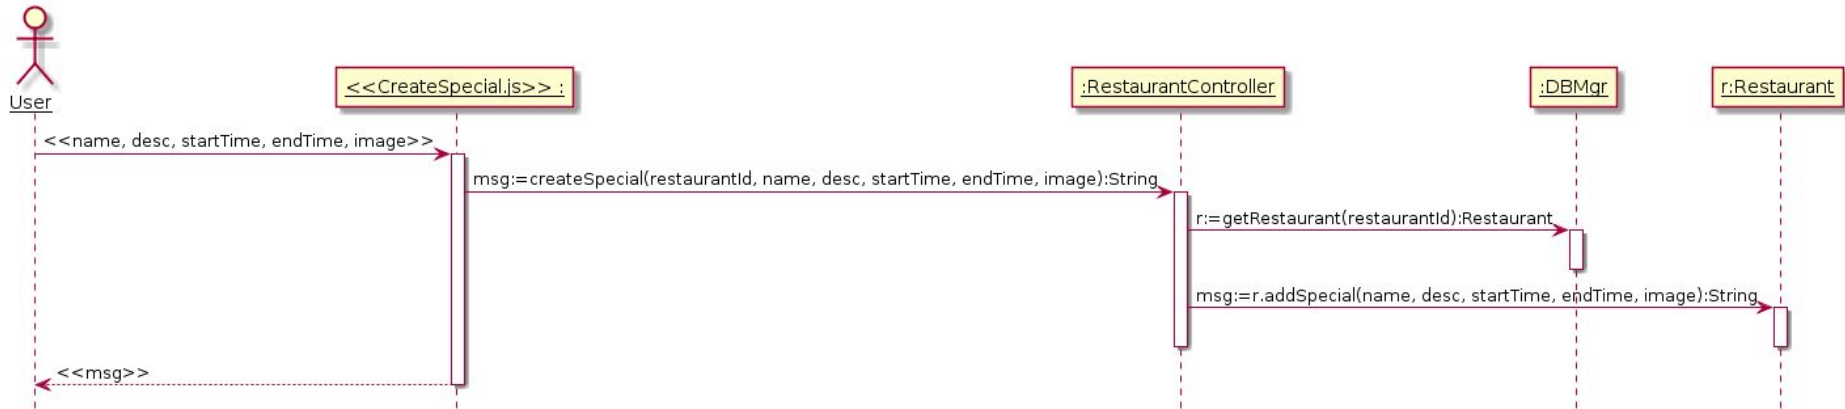 User
<<CreateSpecial.js>> :
:RestaurantController
:DBMgr
r:Restaurant
<<name, desc, startTime, endTime, image>>
msg:=createSpecial(restaurantId, name, desc, startTime, endTime, image):String
r:=getRestaurant(restaurantId):Restaurant
msg:=r.addSpecial(name, desc, startTime, endTime, image):String
<<msg>>